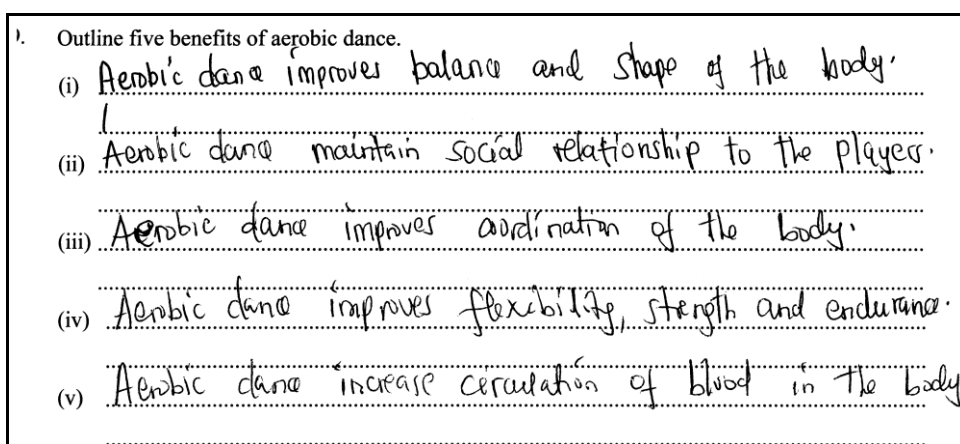 ). Outline five benefits of aerobic dance.
(i) Aerobic dance improves balance and shape of the body.
(ii) Aerobic dance maintain social relationship to the players.
(iii) Aerobic dance improves coordination of the body.
(iv) Aerobic dance improves flexibility, strength and endurance.
(v) Aerobic dance increase circulation of blood in the body